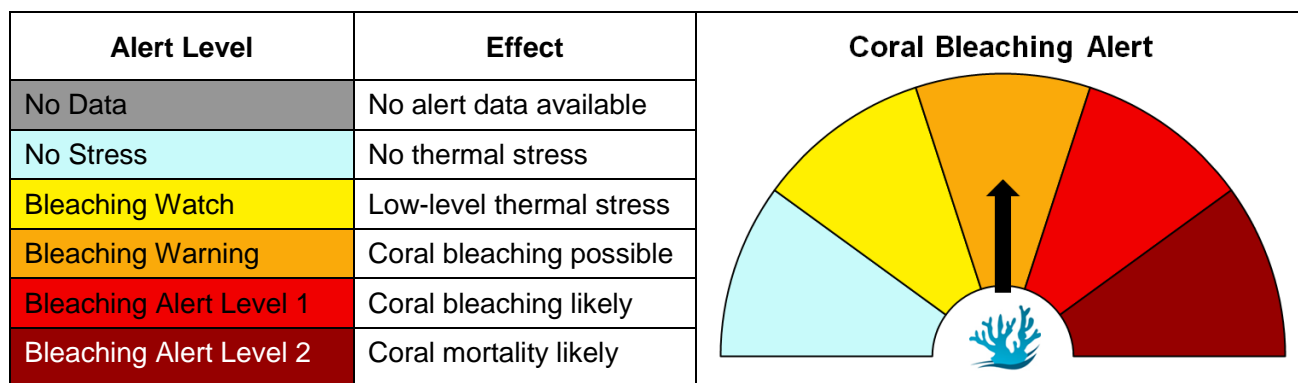 Alert Level Effect Coral Bleaching Alert
No Data No alert data available
No Stress No thermal stress
Bleaching Watch Low-level thermal stress
Bleaching Warning Coral bleaching possible
Bleaching Alert Level 1 Coral bleaching likely
Bleaching Alert Level 2 Coral mortality likely